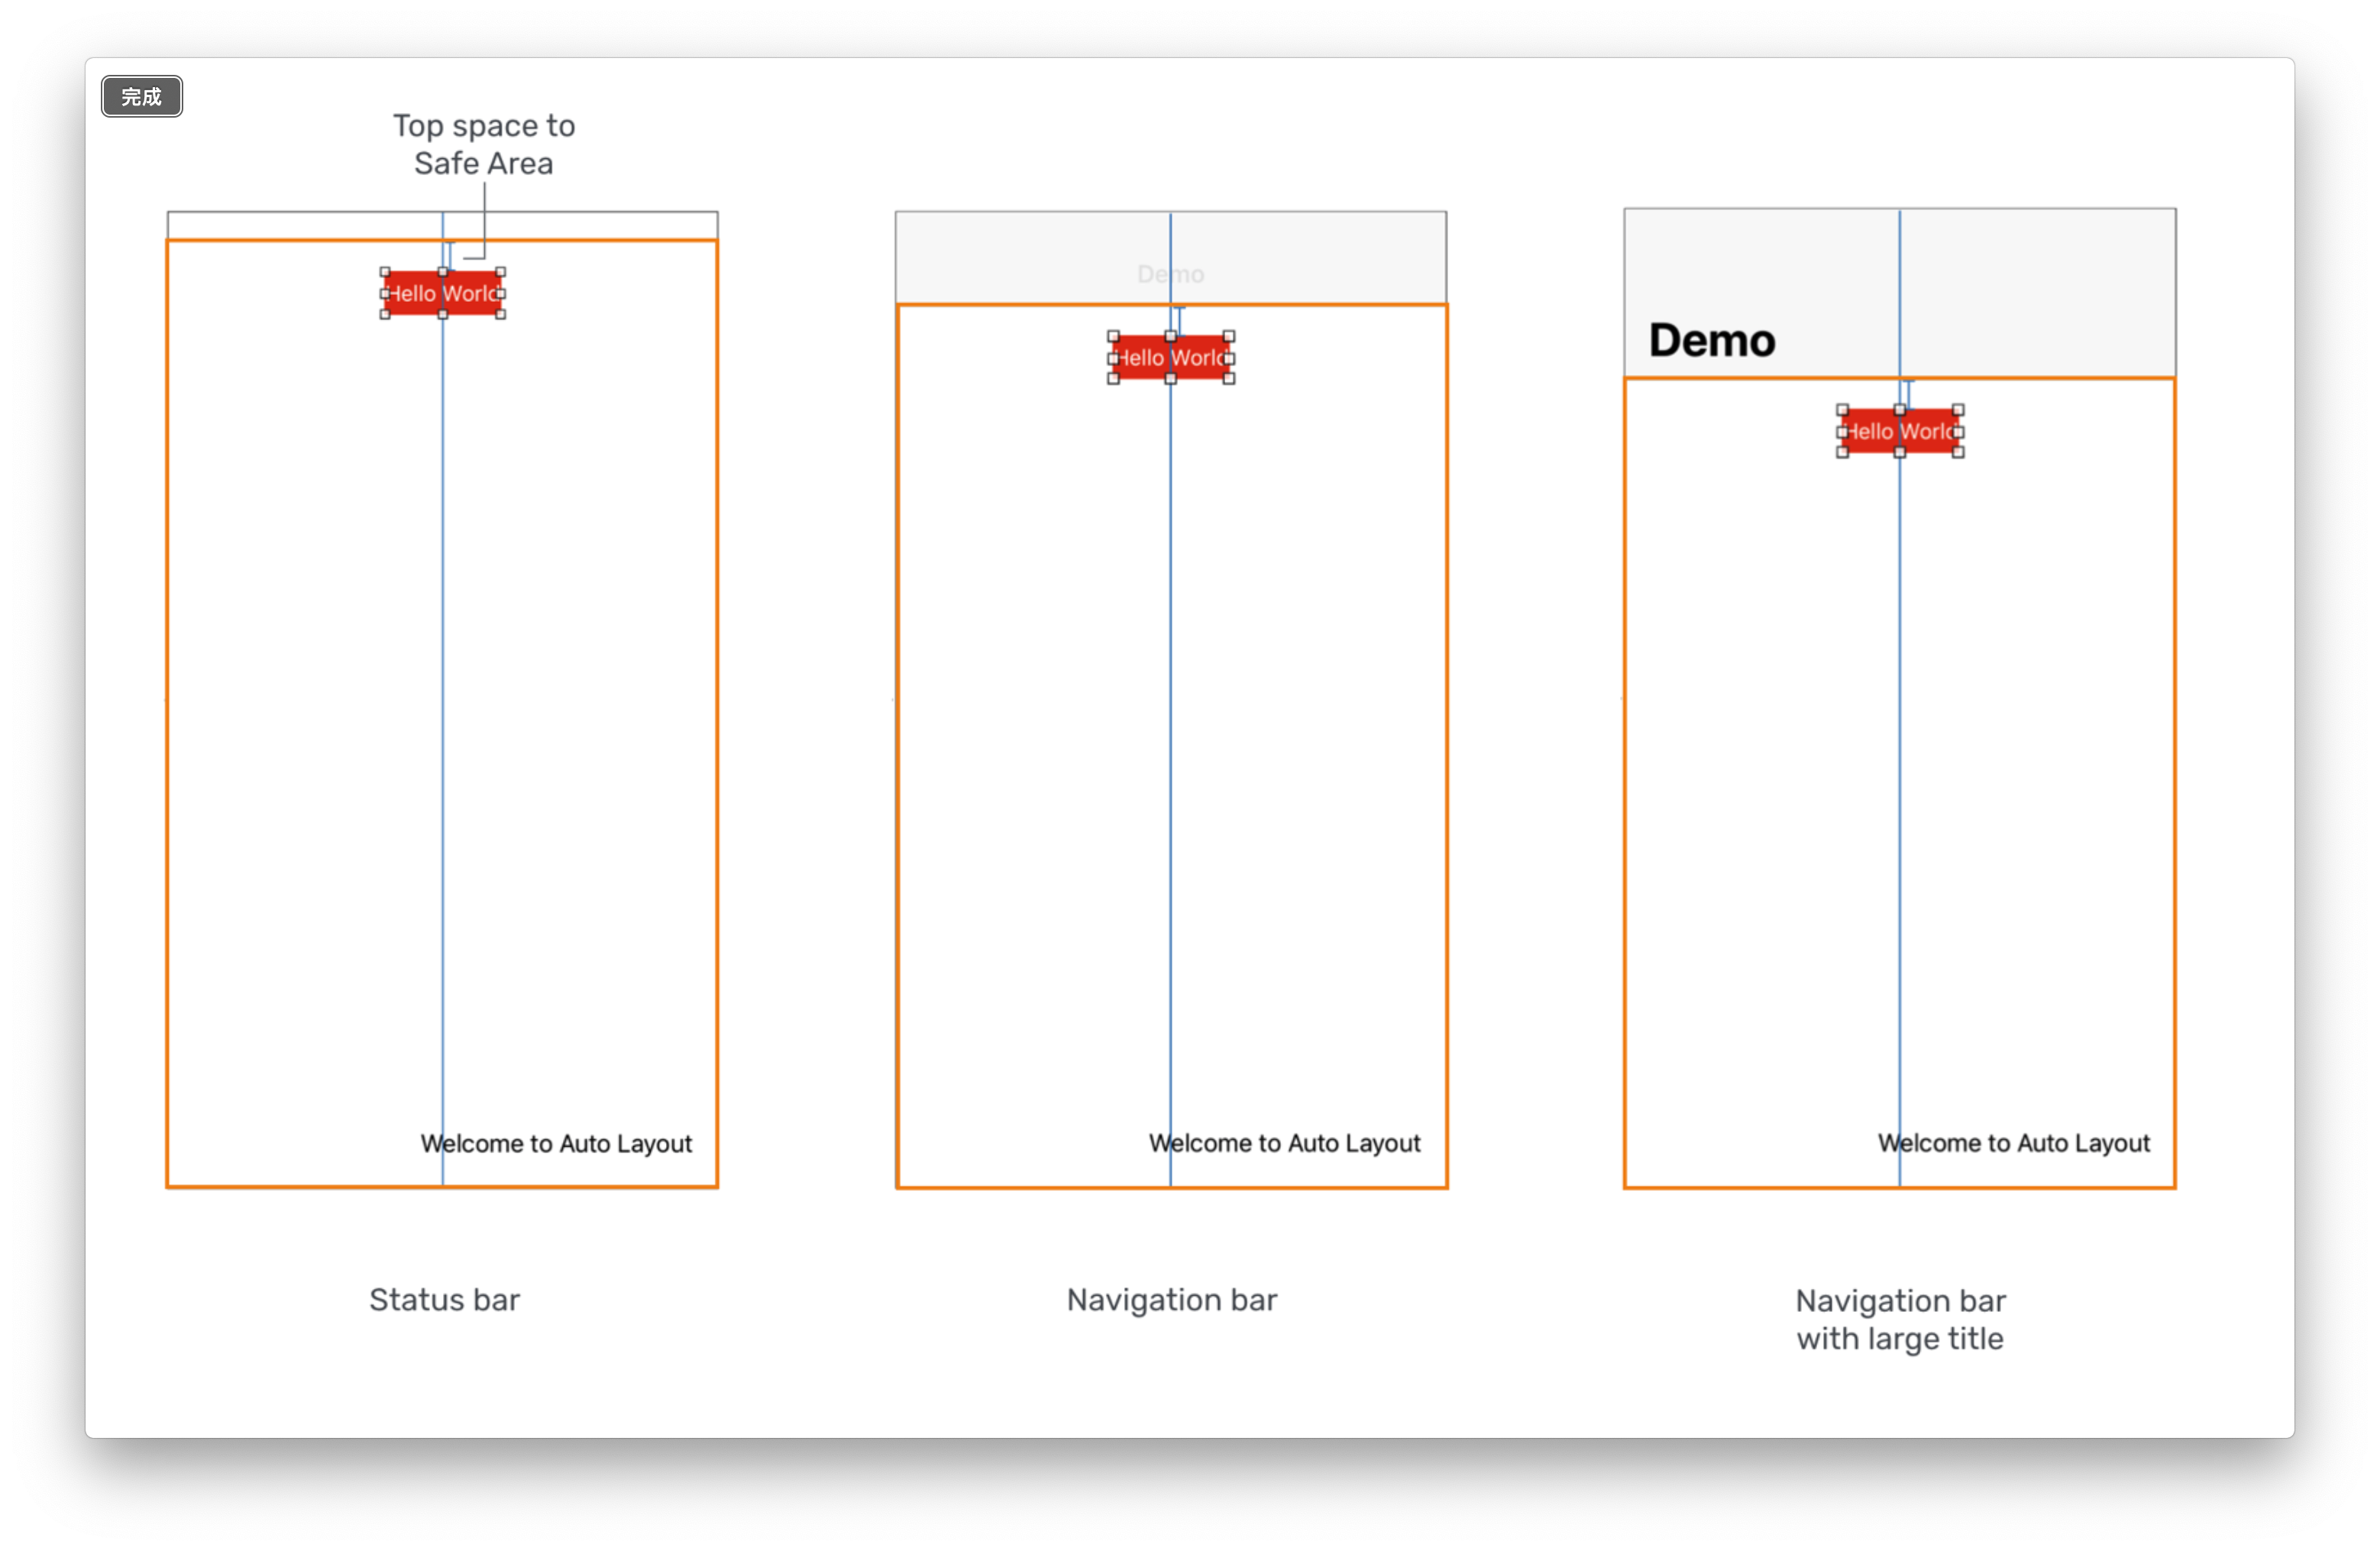 完成
Top space to
Safe Area
Hello World
Welcome to Auto Layout
Status bar
Demo
Hello World
Welcome to Auto Layout
Navigation bar
Demo
Hello World
Welcome to Auto Layout
Navigation bar
with large title